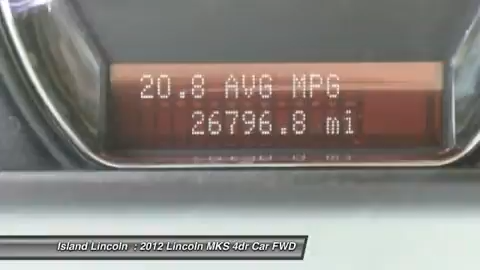 20.8 AVG MPG
26796.8 mi
Island Lincoln : 2012 Lincoln MKS 4dr Car FWD